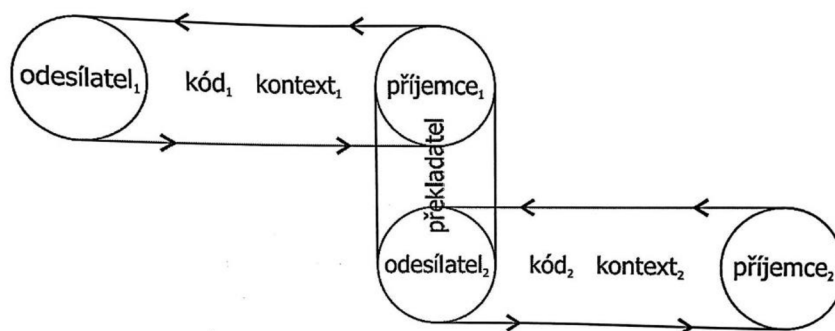 odesílatel₁ kód₁ kontext₁ příjemce₁
překladatel
odesílatel₂ kód₂ kontext₂ příjemce₂